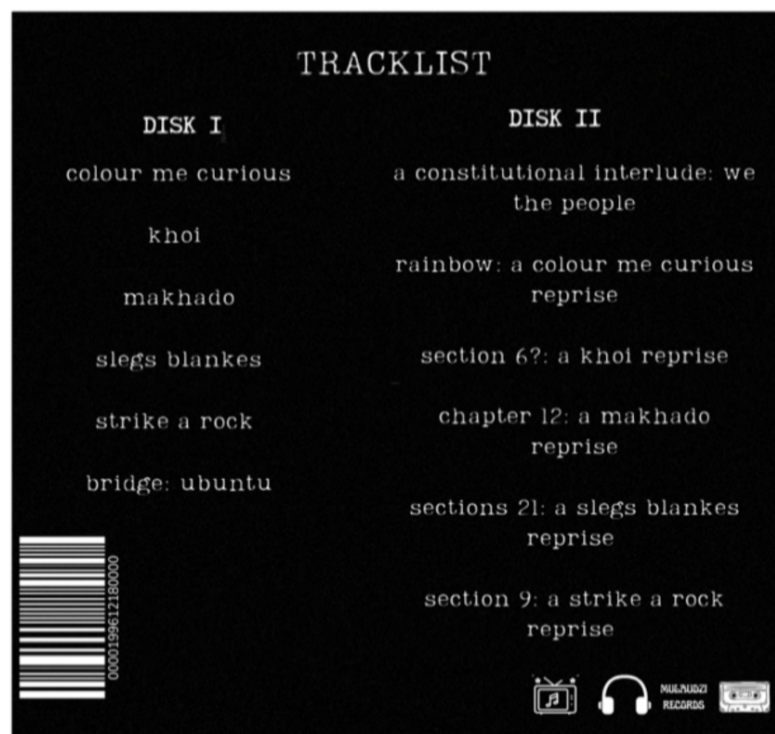 TRACKLIST
DISK I
colour me curious
khoi
makhado
slegs blankes
strike a rock
bridge: ubuntu
DISK II
a constitutional interlude: we
the people
rainbow: a colour me curious
reprise
section 6?: a khoi reprise
chapter 12: a makhado
reprise
sections 21: a slegs blankes
reprise
section 9: a strike a rock
reprise
0000199612180000
MULAUDZI
RECORDS